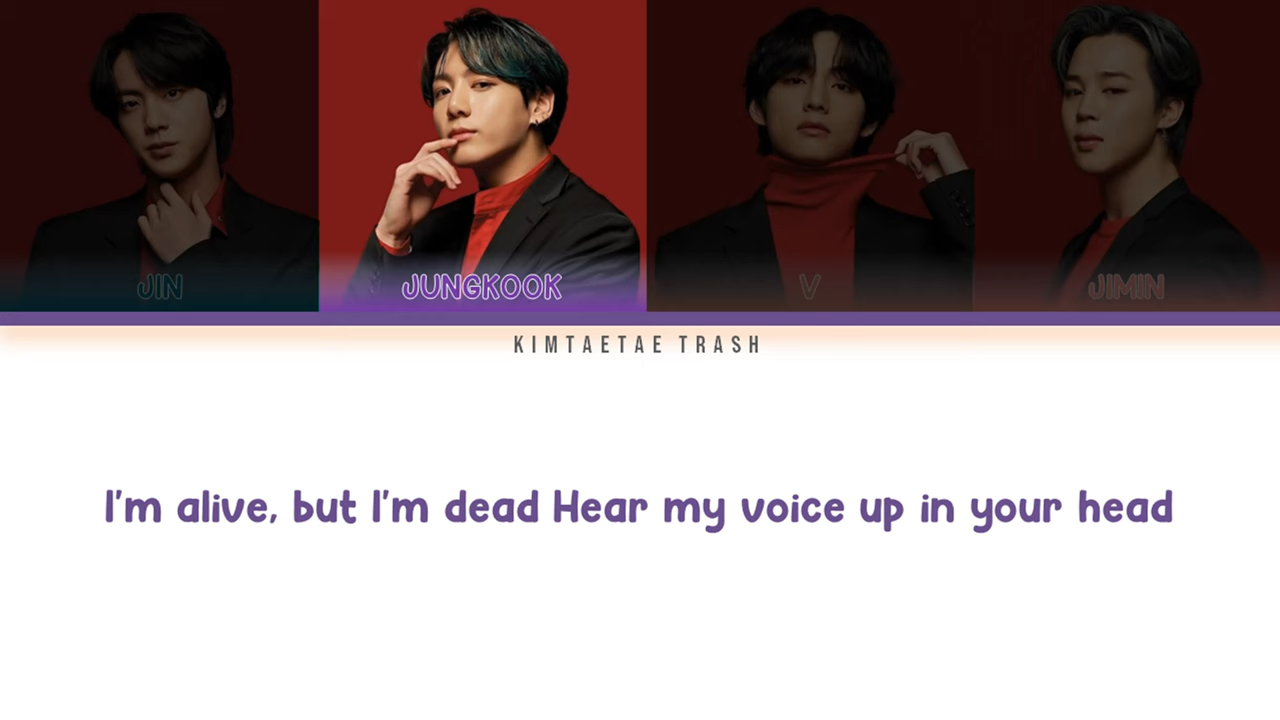 JIN
JUNGKOOK
V
JIMIN
KIMTAETAE TRASH
I'm alive, but I'm dead Hear my voice up in your head